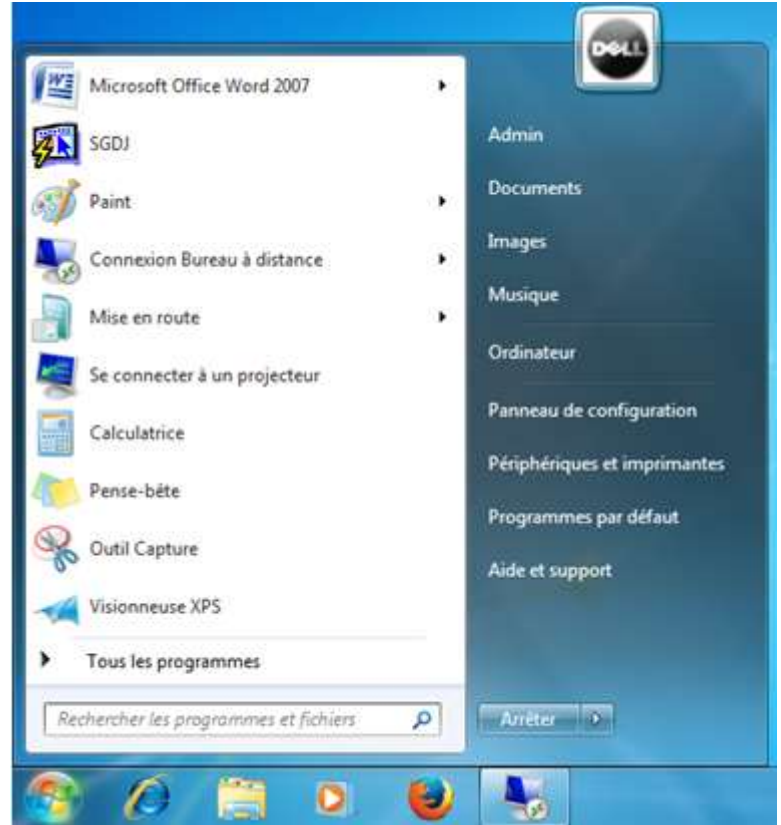 DELL
Microsoft Office Word 2007
SGDJ
Paint
Connexion Bureau à distance
Mise en route
Se connecter à un projecteur
Calculatrice
Pense-bête
Outil Capture
Visionneuse XPS
Tous les programmes
Rechercher les programmes et fichiers
Admin
Documents
Images
Musique
Ordinateur
Panneau de configuration
Périphériques et imprimantes
Programmes par défaut
Aide et support
Arrêter